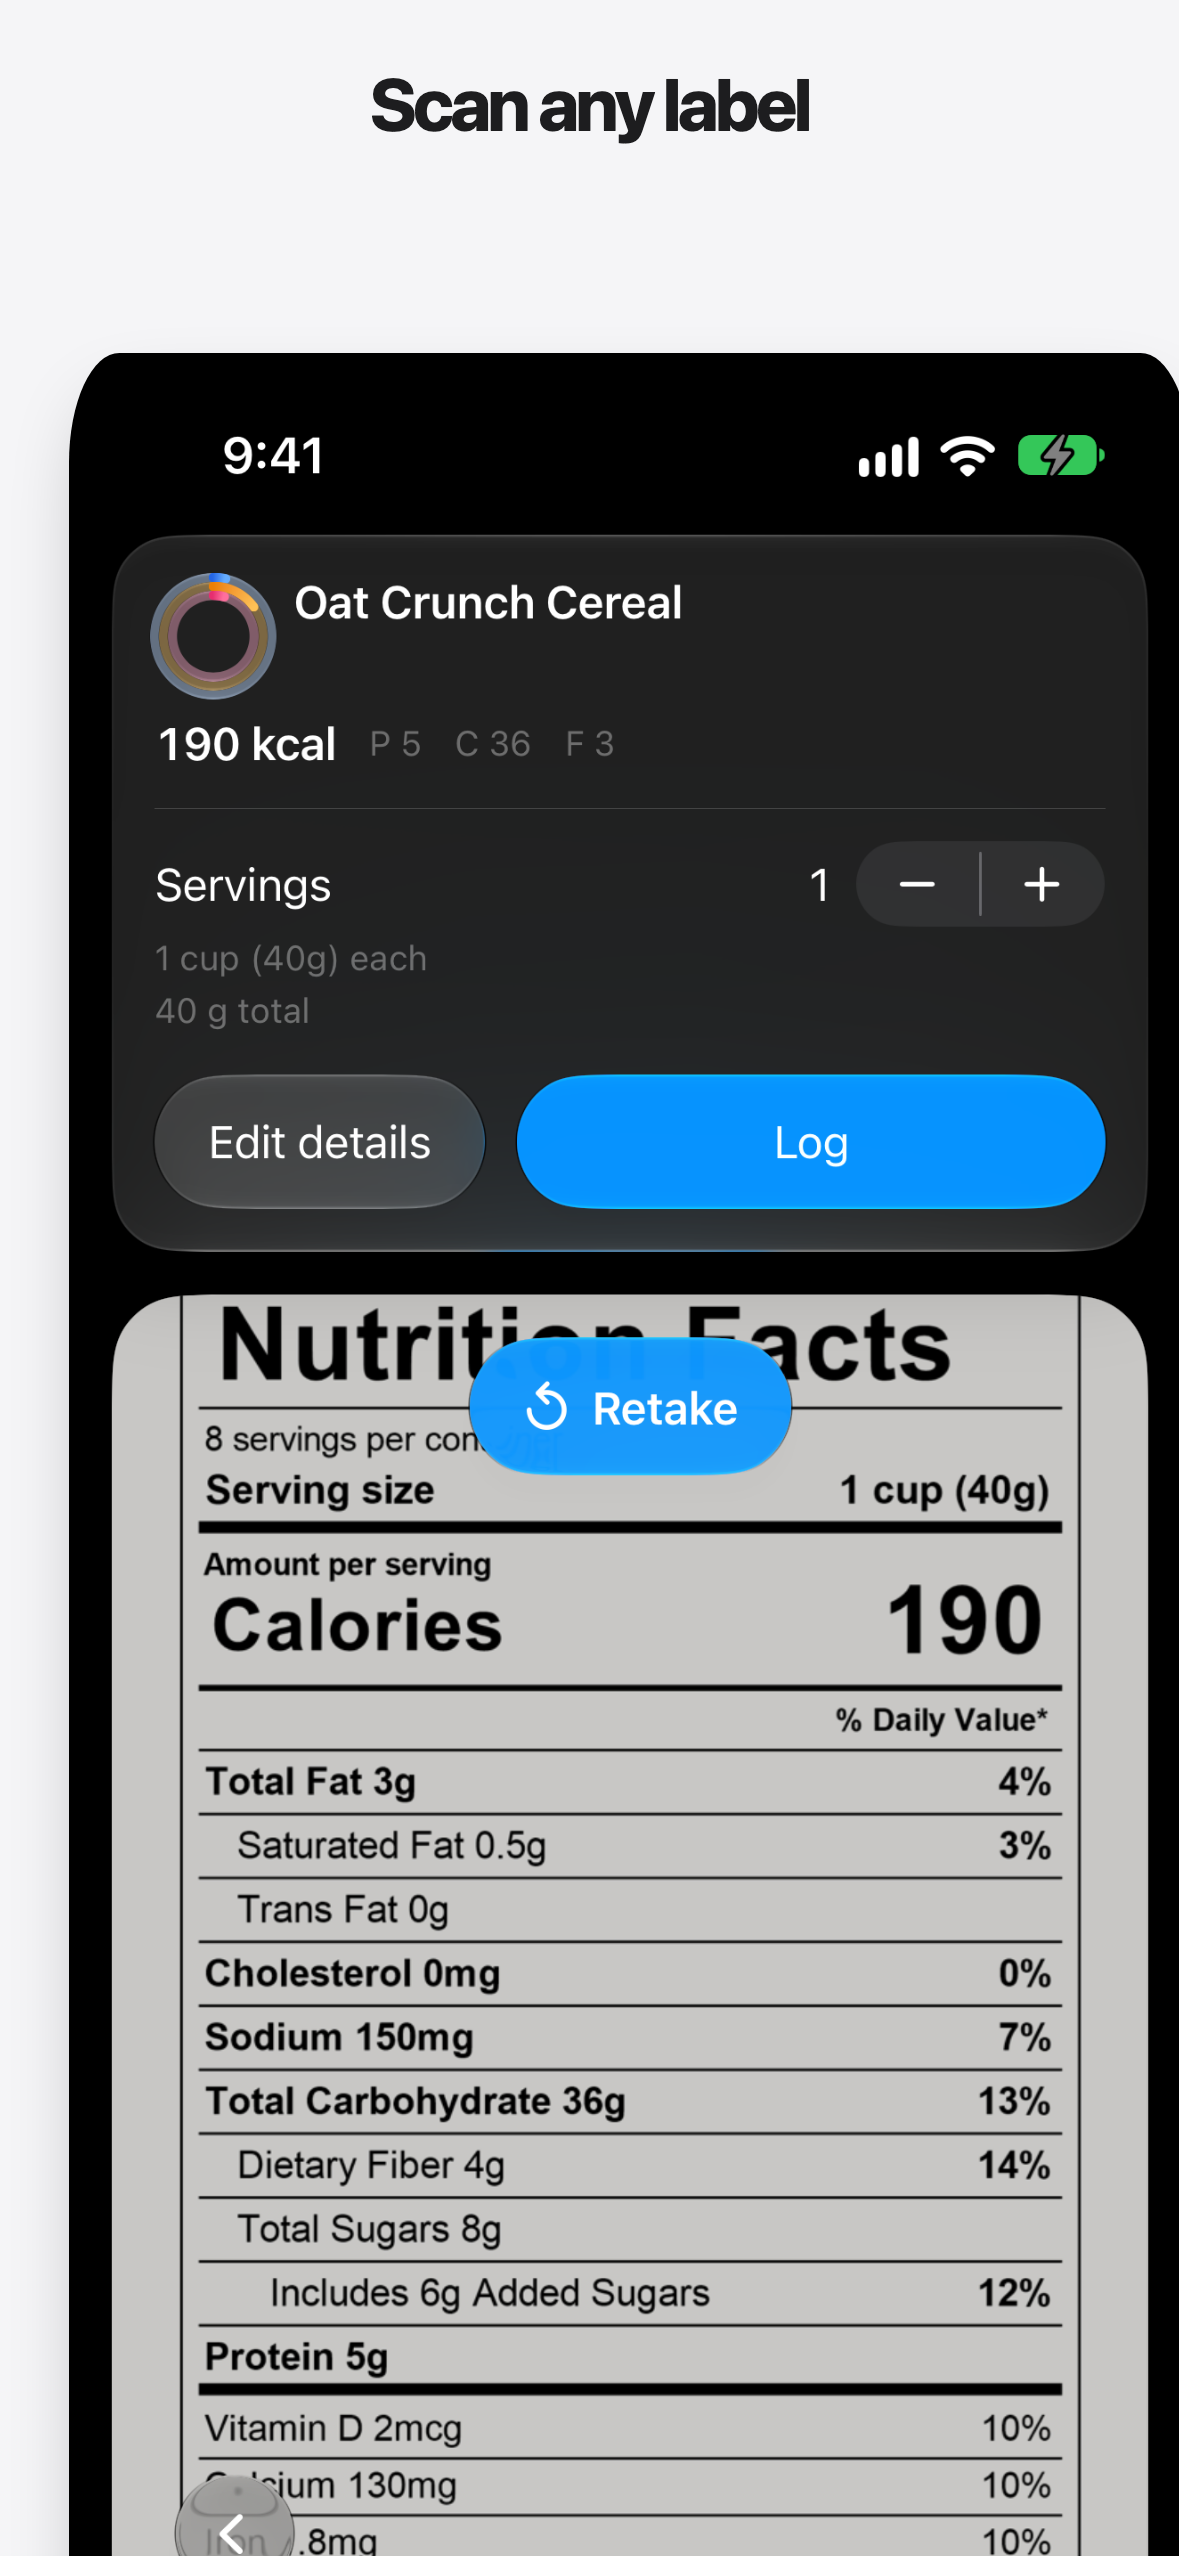 Scan any label
9:41
Oat Crunch Cereal
190 kcal P 5 C 36 F 3
Servings 1
1 cup (40g) each
40 g total
Edit details Log
Nutrition Facts
Retake
8 servings per
Serving size 1 cup (40g)
Amount per serving
Calories 190
% Daily Value*
Total Fat 3g 4%
Saturated Fat 0.5g 3%
Trans Fat 0g
Cholesterol 0mg 0%
Sodium 150mg 7%
Total Carbohydrate 36g 13%
Dietary Fiber 4g 14%
Total Sugars 8g
Includes 6g Added Sugars 12%
Protein 5g
Vitamin D 2mcg 10%
Calcium 130mg 10%
Iron 10%